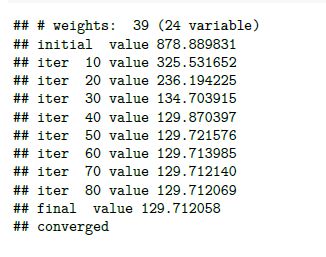 ## # weights:  39 (24 variable)
## initial  value 878.889831
## iter  10 value 325.531652
## iter  20 value 236.194225
## iter  30 value 134.703915
## iter  40 value 129.870397
## iter  50 value 129.721576
## iter  60 value 129.713985
## iter  70 value 129.712140
## iter  80 value 129.712069
## final  value 129.712058
## converged